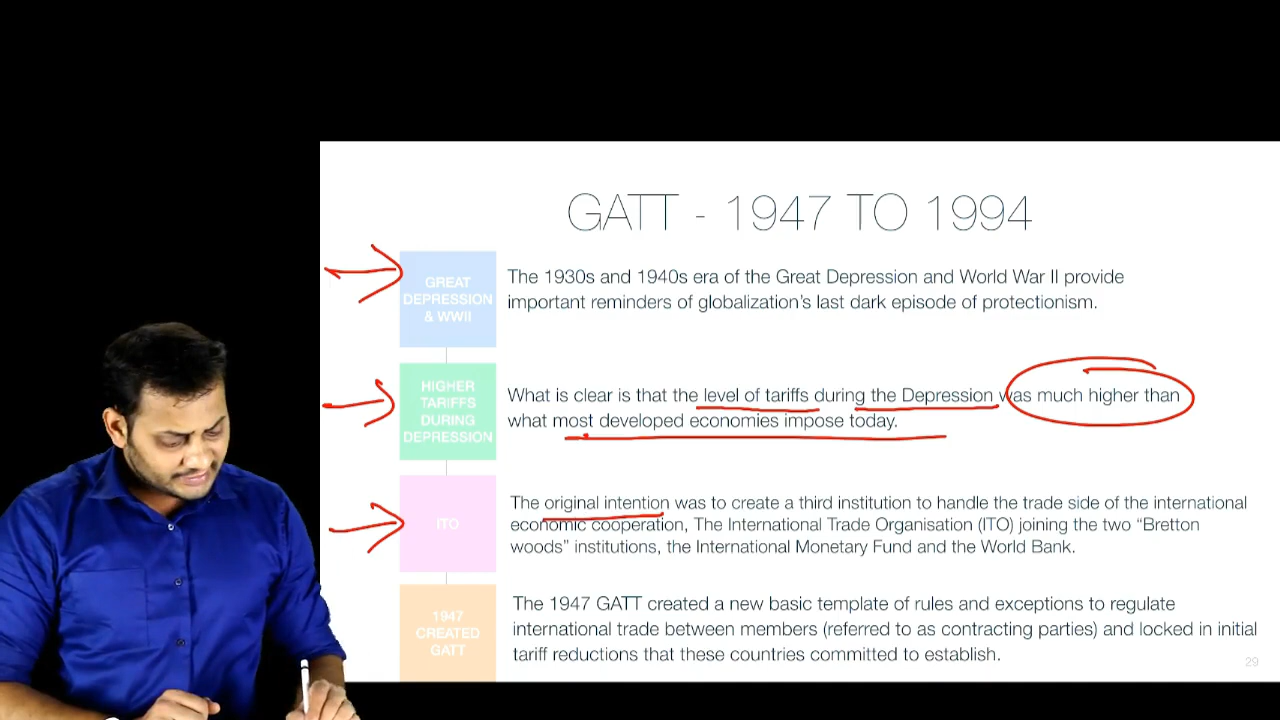 GATT - 1947 TO 1994
GREAT
DEPRESSION
& WWII
The 1930s and 1940s era of the Great Depression and World War II provide
important reminders of globalization's last dark episode of protectionism.
HIGHER
TARIFFS
DURING
DEPRESSION
What is clear is that the level of tariffs during the Depression was much higher than
what most developed economies impose today.
ITO
The original intention was to create a third institution to handle the trade side of the international
economic cooperation, The International Trade Organisation (ITO) joining the two “Bretton
woods” institutions, the International Monetary Fund and the World Bank.
1947
CREATED
GATT
The 1947 GATT created a new basic template of rules and exceptions to regulate
international trade between members (referred to as contracting parties) and locked in initial
tariff reductions that these countries committed to establish.
29